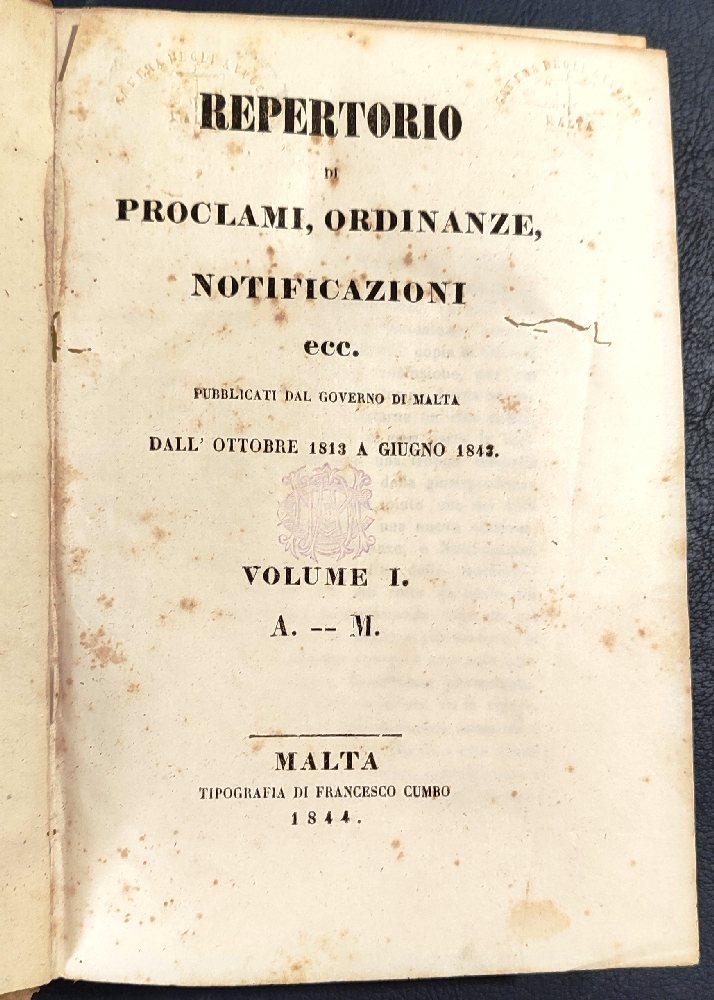 REPERTORIO
DI
PROCLAMI, ORDINANZE,
NOTIFICAZIONI
ecc.
PUBBLICATI DAL GOVERNO DI MALTA
DALL' OTTOBRE 1813 A GIUGNO 1843.
VOLUME I.
A. -- M.
MALTA
TIPOGRAFIA DI FRANCESCO CUMBO
1844.